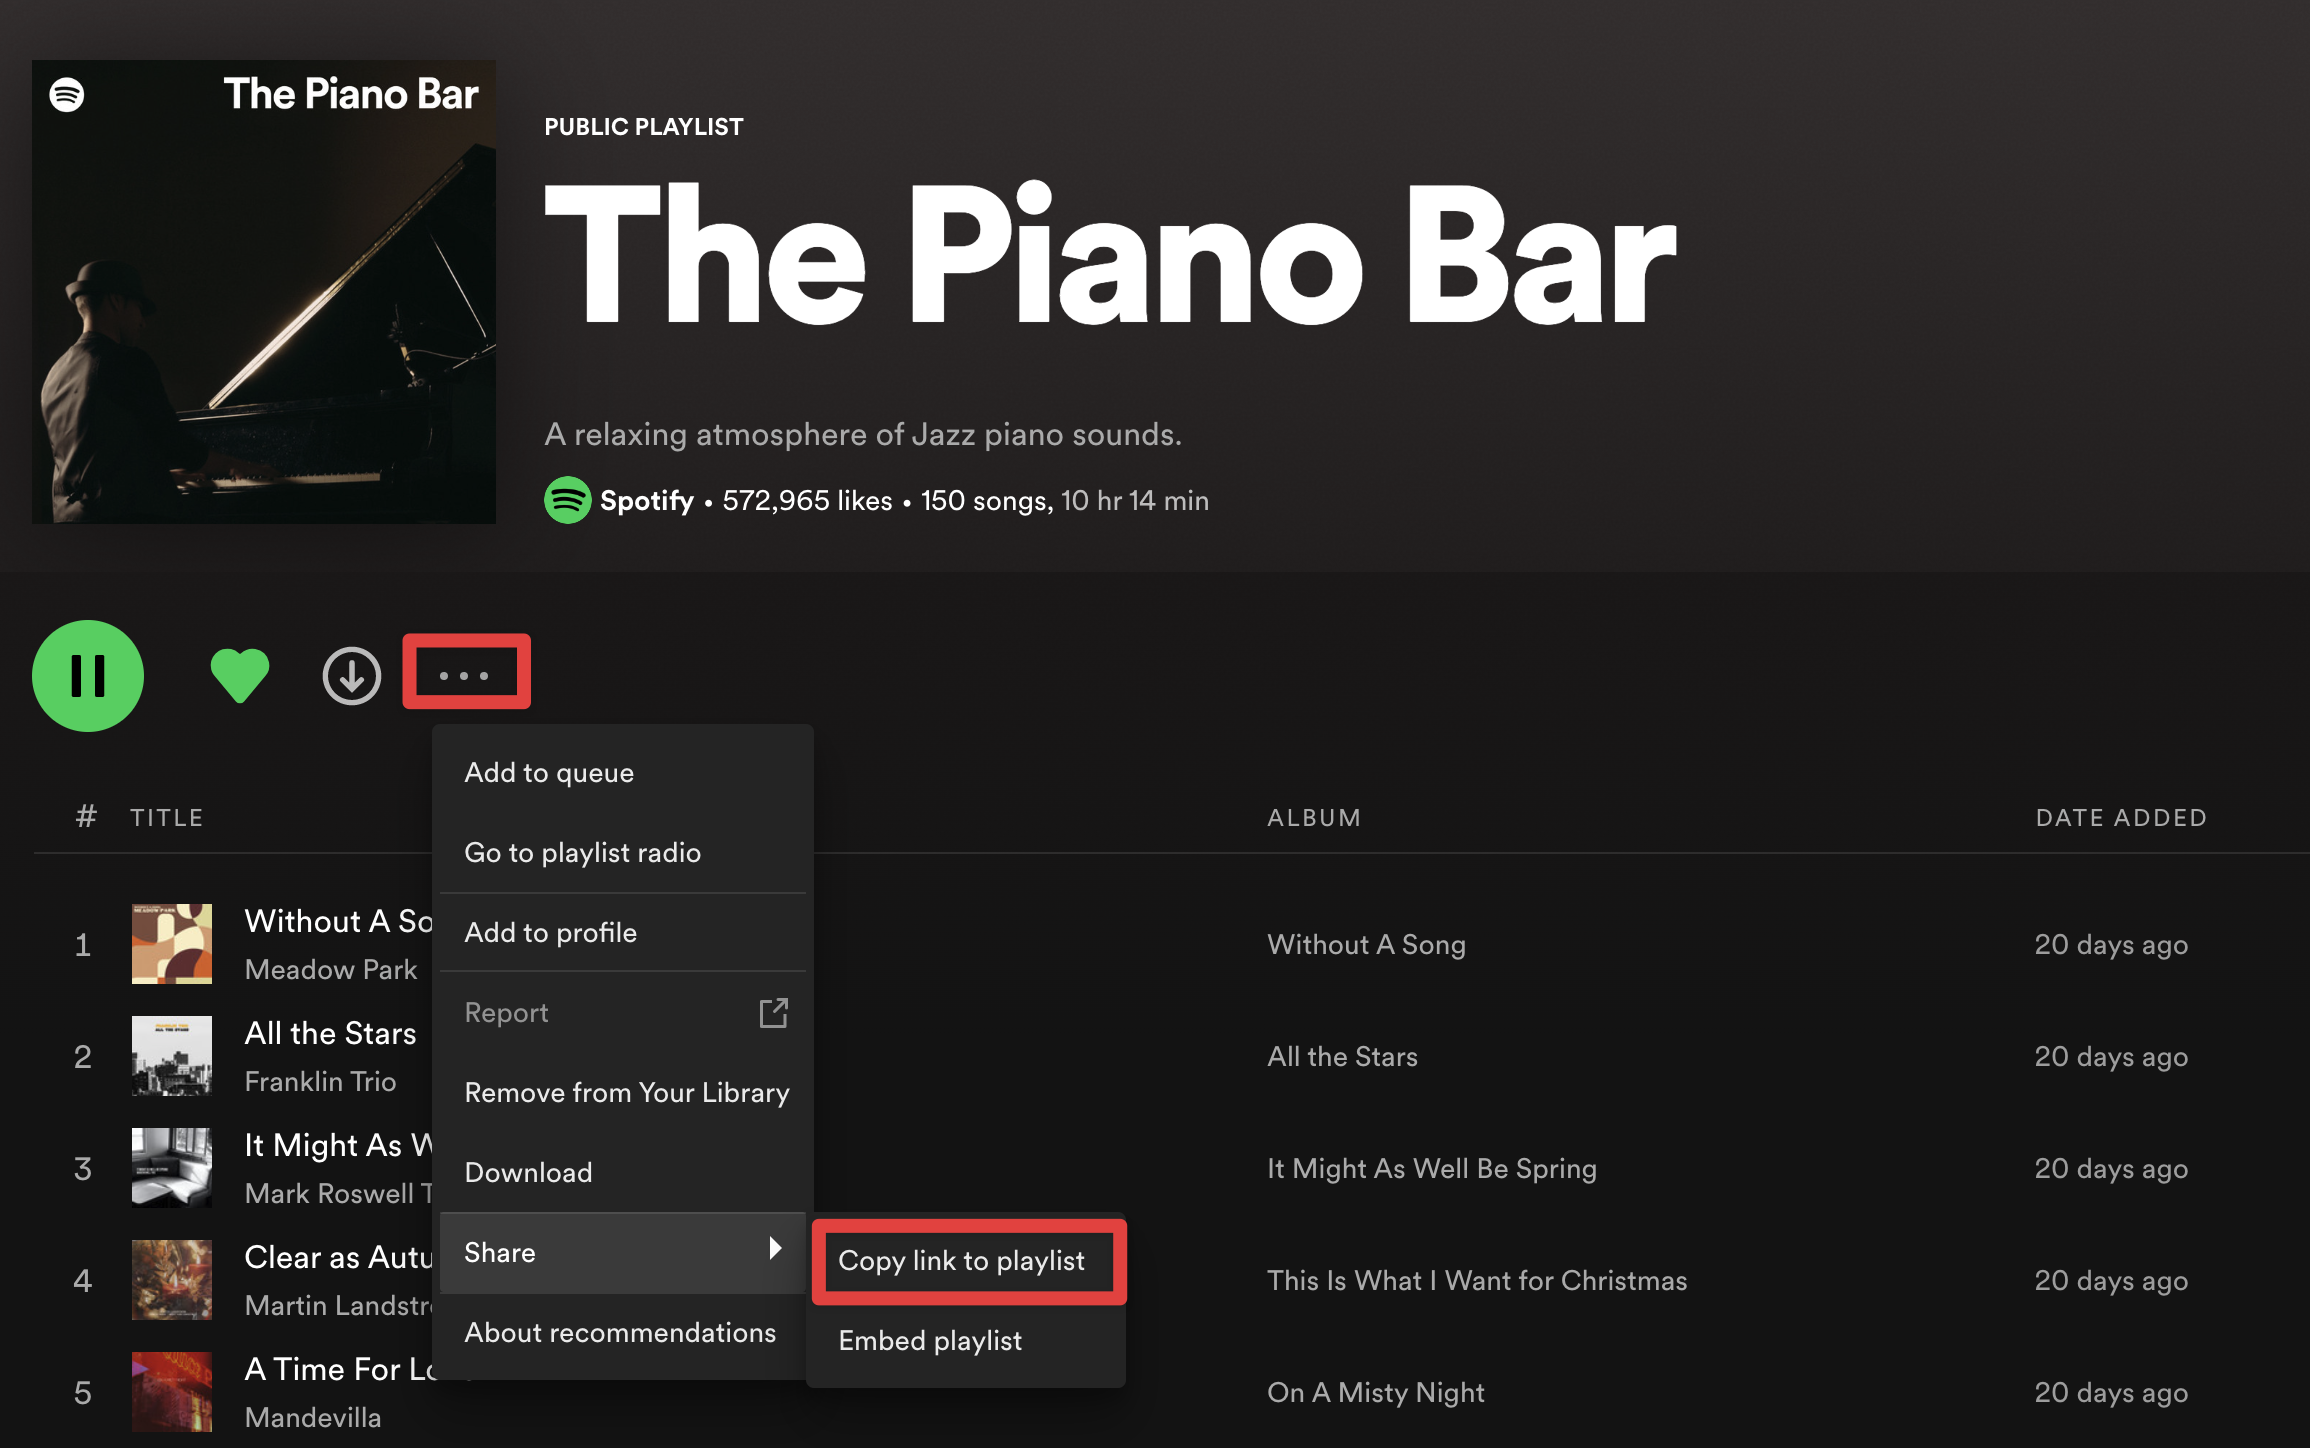 The Piano Bar
PUBLIC PLAYLIST
The Piano Bar
A relaxing atmosphere of Jazz piano sounds.
Spotify • 572,965 likes • 150 songs, 10 hr 14 min
Add to queue
Go to playlist radio
Add to profile
Report
Remove from Your Library
Download
Share
About recommendations
Copy link to playlist
Embed playlist
# TITLE ALBUM DATE ADDED
1 Without A So Without A Song 20 days ago
MEADOW PARK
Meadow Park
2 All the Stars All the Stars 20 days ago
Franklin Trio
3 It Might As W It Might As Well Be Spring 20 days ago
Mark Roswell T
4 Clear as Autu This Is What I Want for Christmas 20 days ago
Martin Landstr
5 A Time For Lo On A Misty Night 20 days ago
Mandevilla